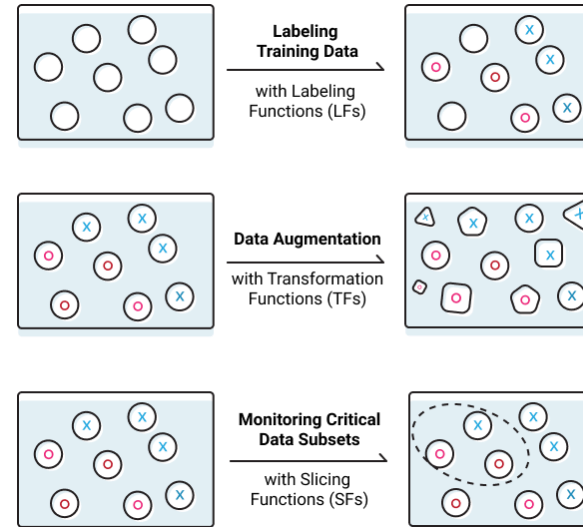 Labeling
Training Data
with Labeling
Functions (LFs)
Data Augmentation
with Transformation
Functions (TFs)
Monitoring Critical
Data Subsets
with Slicing
Functions (SFs)